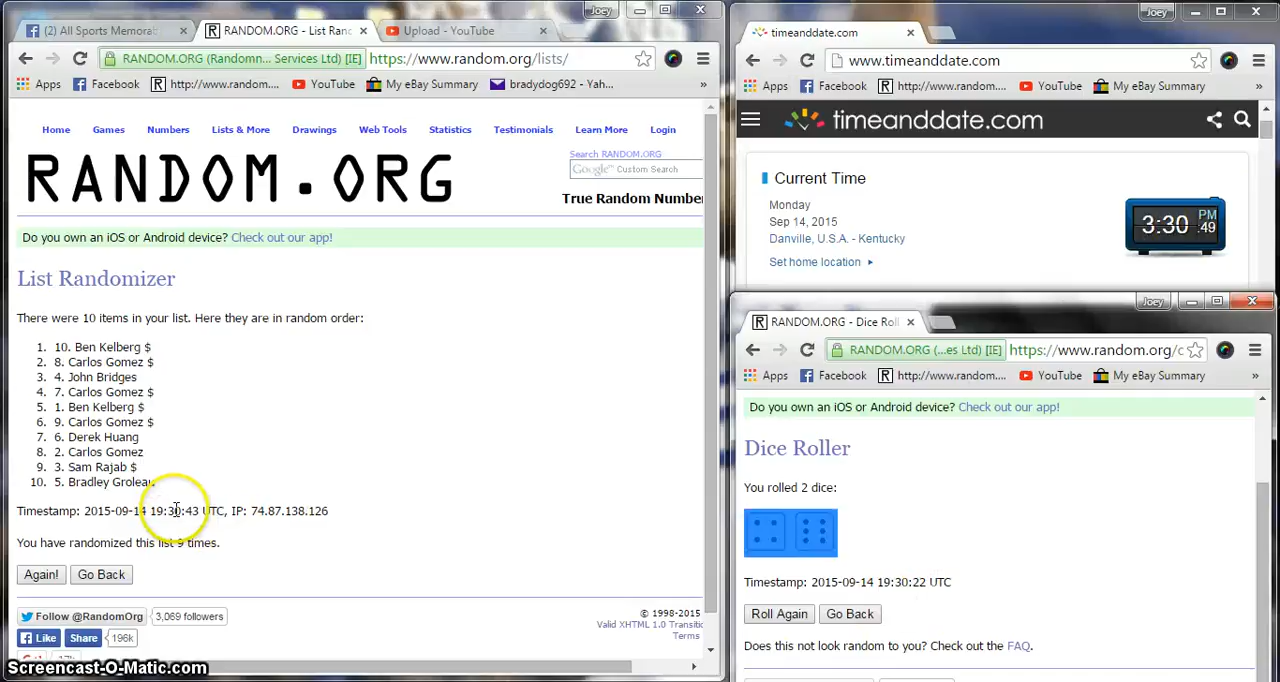 Joey
(2) All Sports Memora
RANDOM.ORG - List Ran
Upload - YouTube
RANDOM.ORG (Randomn... Services Ltd) [IE]
https://www.random.org/lists/
Apps
Facebook
http://www.random....
YouTube
My eBay Summary
bradydog692 - Yah...
»
Home
Games
Numbers
Lists & More
Drawings
Web Tools
Statistics
Testimonials
Learn More
Login
RANDOM.ORG
Search RANDOM.ORG
Google™ Custom Search
True Random Number
Do you own an iOS or Android device? Check out our app!
List Randomizer
There were 10 items in your list. Here they are in random order:
1. 10. Ben Kelberg $
2. 8. Carlos Gomez $
3. 4. John Bridges
4. 7. Carlos Gomez $
5. 1. Ben Kelberg $
6. 9. Carlos Gomez $
7. 6. Derek Huang
8. 2. Carlos Gomez
9. 3. Sam Rajab $
10. 5. Bradley Groleau
Timestamp: 2015-09-14 19:30:43 UTC, IP: 74.87.138.126
You have randomized this list 9 times.
Again!
Go Back
Follow @RandomOrg
3,069 followers
Like
Share
196k
© 1998-2015
Valid XHTML 1.0 Transitio
Terms
Screencast-O-Matic.com
Joey
timeanddate.com
www.timeanddate.com
Apps
Facebook
http://www.random....
YouTube
My eBay Summary
»
timeanddate.com
Current Time
Monday
Sep 14, 2015
Danville, U.S.A. - Kentucky
Set home location
3:30 PM .49
Joey
RANDOM.ORG - Dice Roll
RANDOM.ORG (...es Ltd) [IE]
https://www.random.org/c
Apps
Facebook
http://www.random....
YouTube
My eBay Summary
»
Do you own an iOS or Android device? Check out our app!
Dice Roller
You rolled 2 dice:
Timestamp: 2015-09-14 19:30:22 UTC
Roll Again
Go Back
Does this not look random to you? Check out the FAQ.